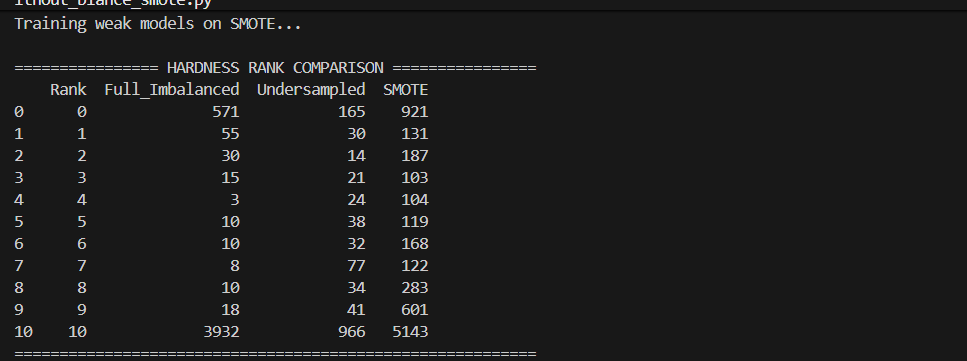 ithout_blance_smote.py
Training weak models on SMOTE...
================ HARDNESS RANK COMPARISON ================
Rank Full_Imbalanced Undersampled SMOTE
0 0 571 165 921
1 1 55 30 131
2 2 30 14 187
3 3 15 21 103
4 4 3 24 104
5 5 10 38 119
6 6 10 32 168
7 7 8 77 122
8 8 10 34 283
9 9 18 41 601
10 10 3932 966 5143
==========================================================